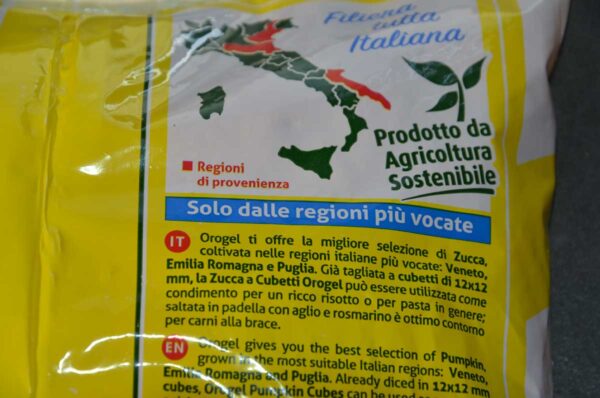 Filiera
tutta
Italiana
Prodotto da
Agricoltura
Sostenibile
Regioni
di provenienza
Solo dalle regioni più vocate
IT Orogel ti offre la migliore selezione di Zucca,
coltivata nelle regioni italiane più vocate: Veneto,
Emilia Romagna e Puglia. Già tagliata a cubetti di 12x12
mm, la Zucca a Cubetti Orogel può essere utilizzata come
condimento per un ricco risotto o per pasta in genere;
saltata in padella con aglio e rosmarino è ottimo contorno
per carni alla brace.
EN Orogel gives you the best selection of Pumpkin,
grown in the most suitable Italian regions: Veneto,
Emilia Romagna and Puglia. Already diced in 12x12 mm
cubes, Orogel Pumpkin Cubes can be used